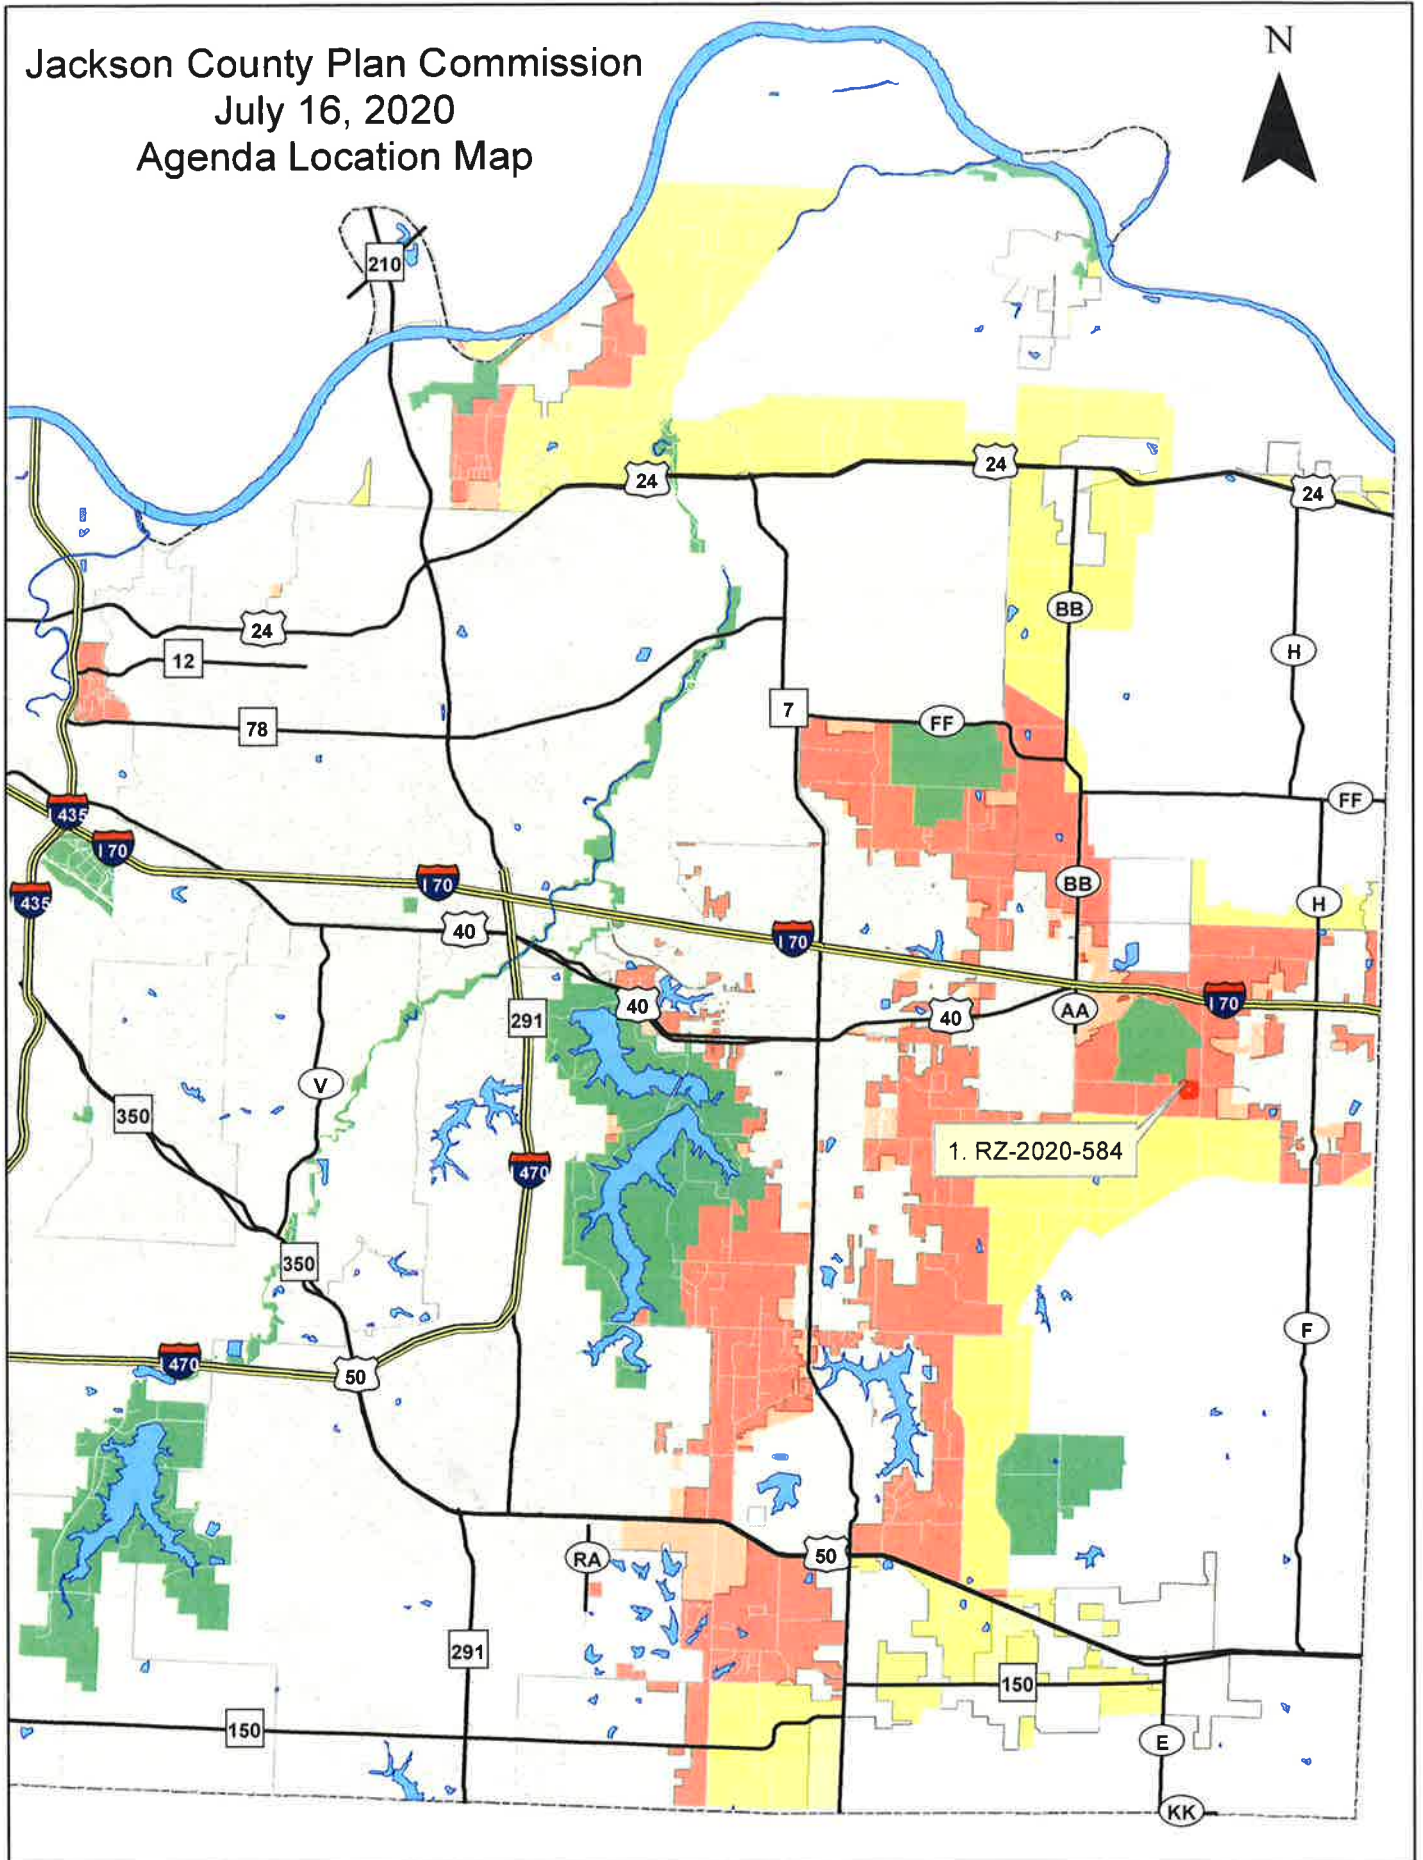 Jackson County Plan Commission
July 16, 2020
Agenda Location Map
N
210
24
24
24
BB
24
12
H
7
FF
78
FF
435
I 70
I 70
BB
435
H
40
I 70
I 70
40
291
40
AA
V
350
1. RZ-2020-584
470
350
F
470
50
50
RA
291
150
150
E
KK